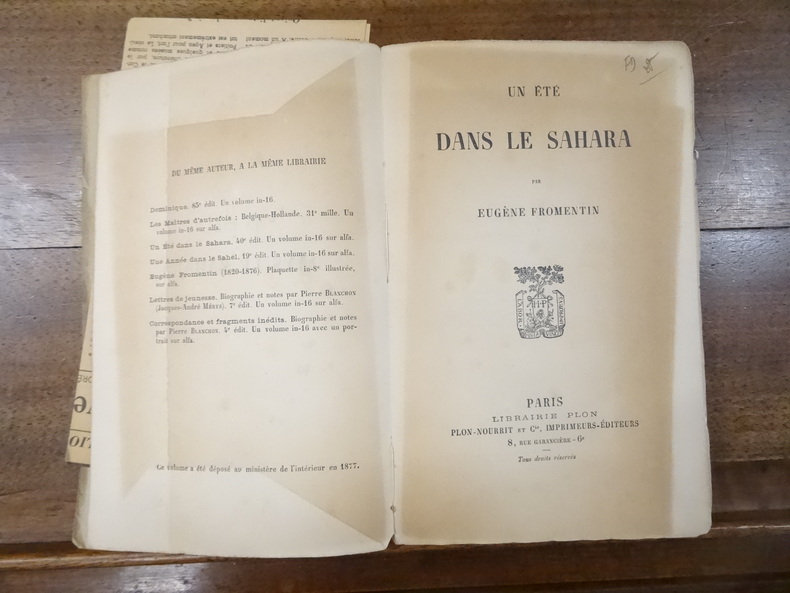 DU MÊME AUTEUR, A LA MÊME LIBRAIRIE
Dominique. 85e édit. Un volume in-16.
Les Maîtres d'autrefois : Belgique-Hollande. 31e mille. Un
volume in-16 sur alfa.
Un Été dans le Sahara. 40e édit. Un volume in-16 sur alfa.
Une Année dans le Sahel. 19e édit. Un volume in-16 sur alfa.
Eugène Fromentin (1820-1876). Plaquette in-8° illustrée,
sur alfa.
Lettres de jeunesse. Biographie et notes par Pierre BLANCHON
(Jacques-André MÉRYS). 7e édit. Un volume in-16 sur alfa.
Correspondance et fragments inédits. Biographie et notes
par Pierre BLANCHON. 4e édit. Un volume in-16 avec un por-
trait sur alfa.
Ce volume a été déposé au ministère de l'intérieur en 1877.
UN ÉTÉ
DANS LE SAHARA
PAR
EUGÈNE FROMENTIN
PARIS
LIBRAIRIE PLON
PLON-NOURRIT ET Cie, IMPRIMEURS-ÉDITEURS
8, RUE GARANCIÈRE – 6e
Tous droits réservés